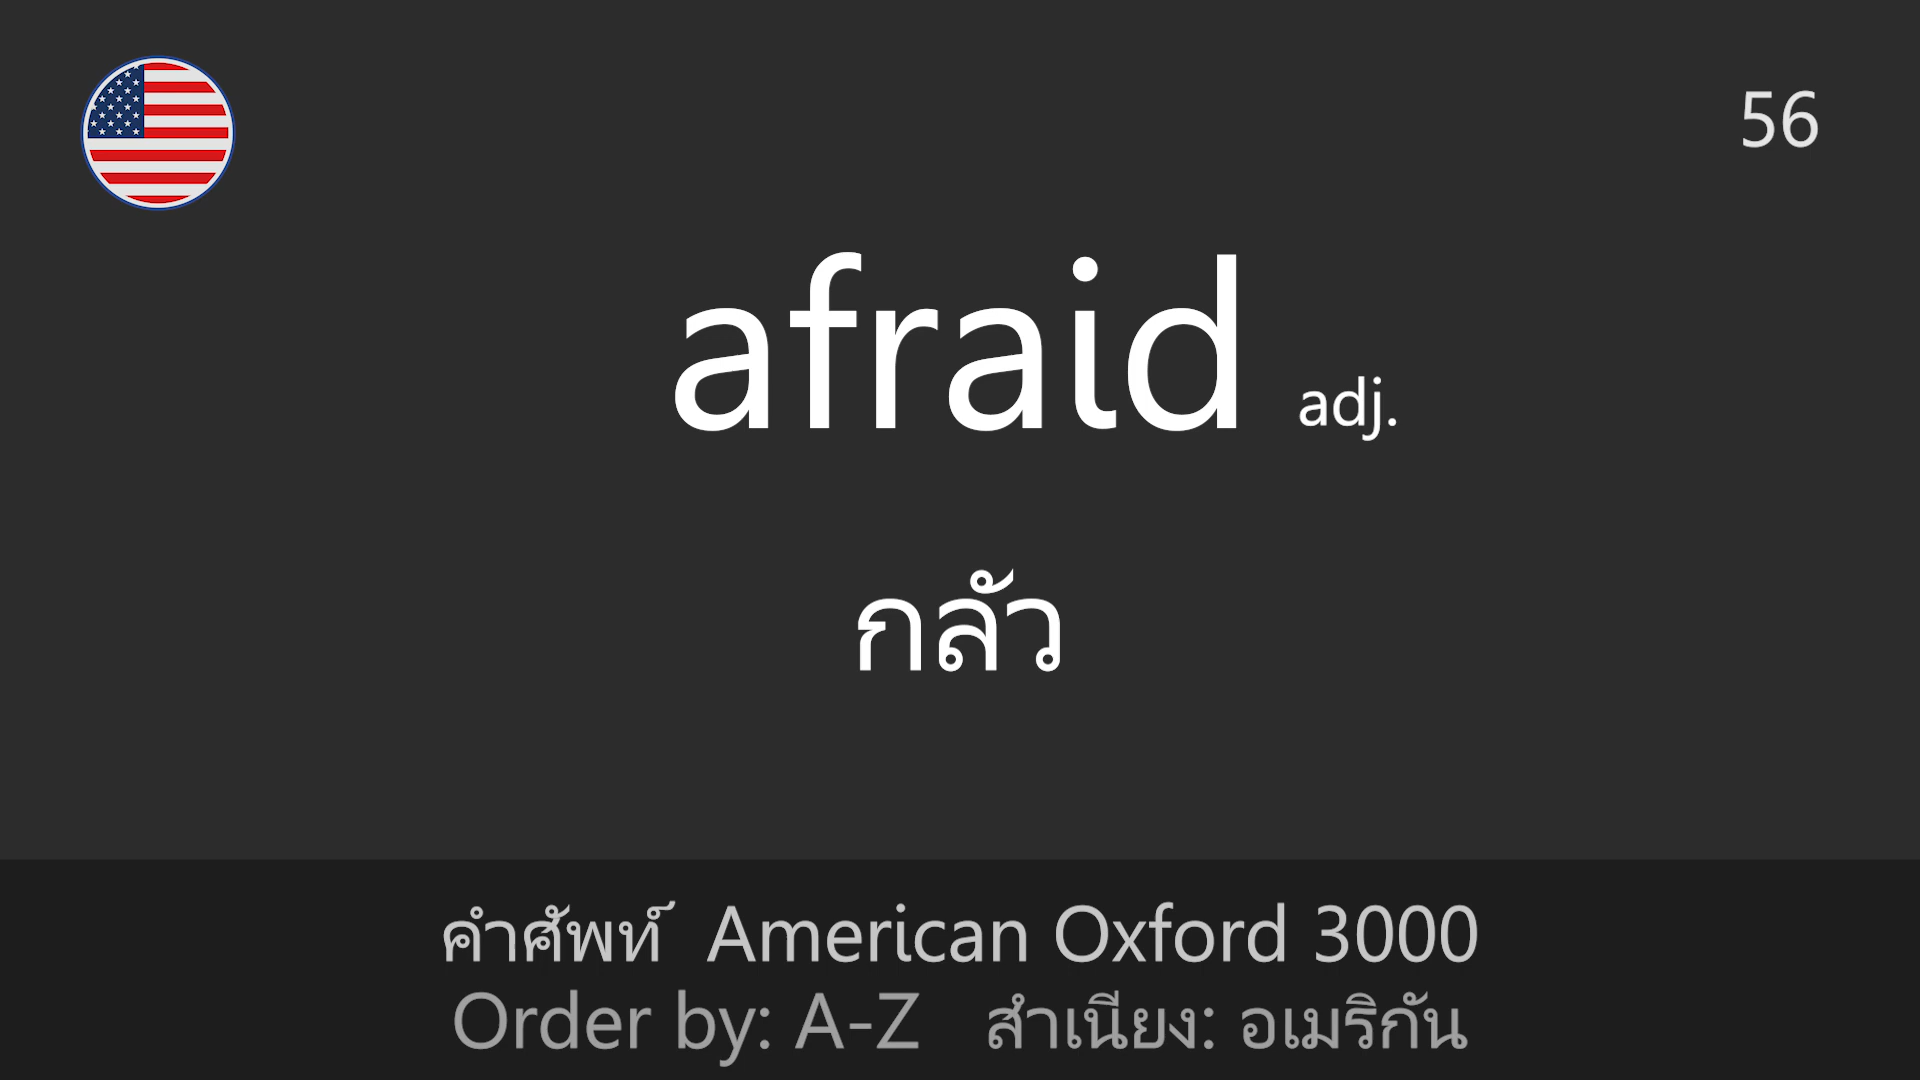 56
afraid adj.
กลัว
คำศัพท์ American Oxford 3000
Order by: A-Z สำเนียง: อเมริกัน